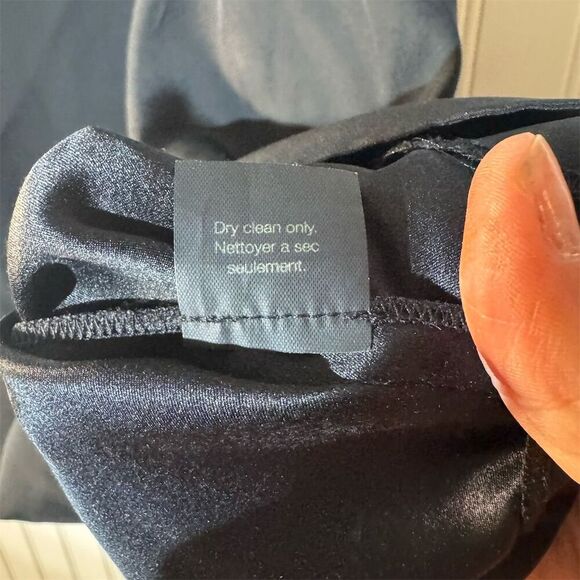 Dry clean only.
Nettoyer a sec
seulement.